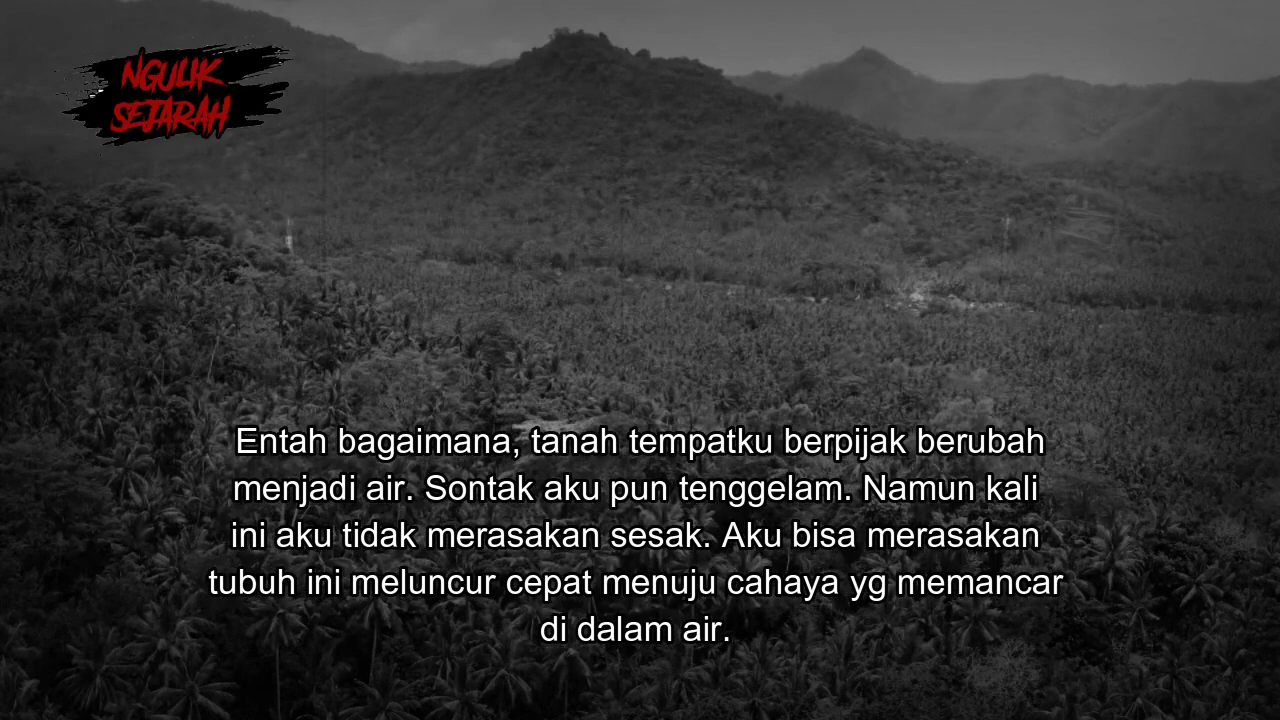 NGULIK
SEJARAH
Entah bagaimana, tanah tempatku berpijak berubah
menjadi air. Sontak aku pun tenggelam. Namun kali
ini aku tidak merasakan sesak. Aku bisa merasakan
tubuh ini meluncur cepat menuju cahaya yg memancar
di dalam air.